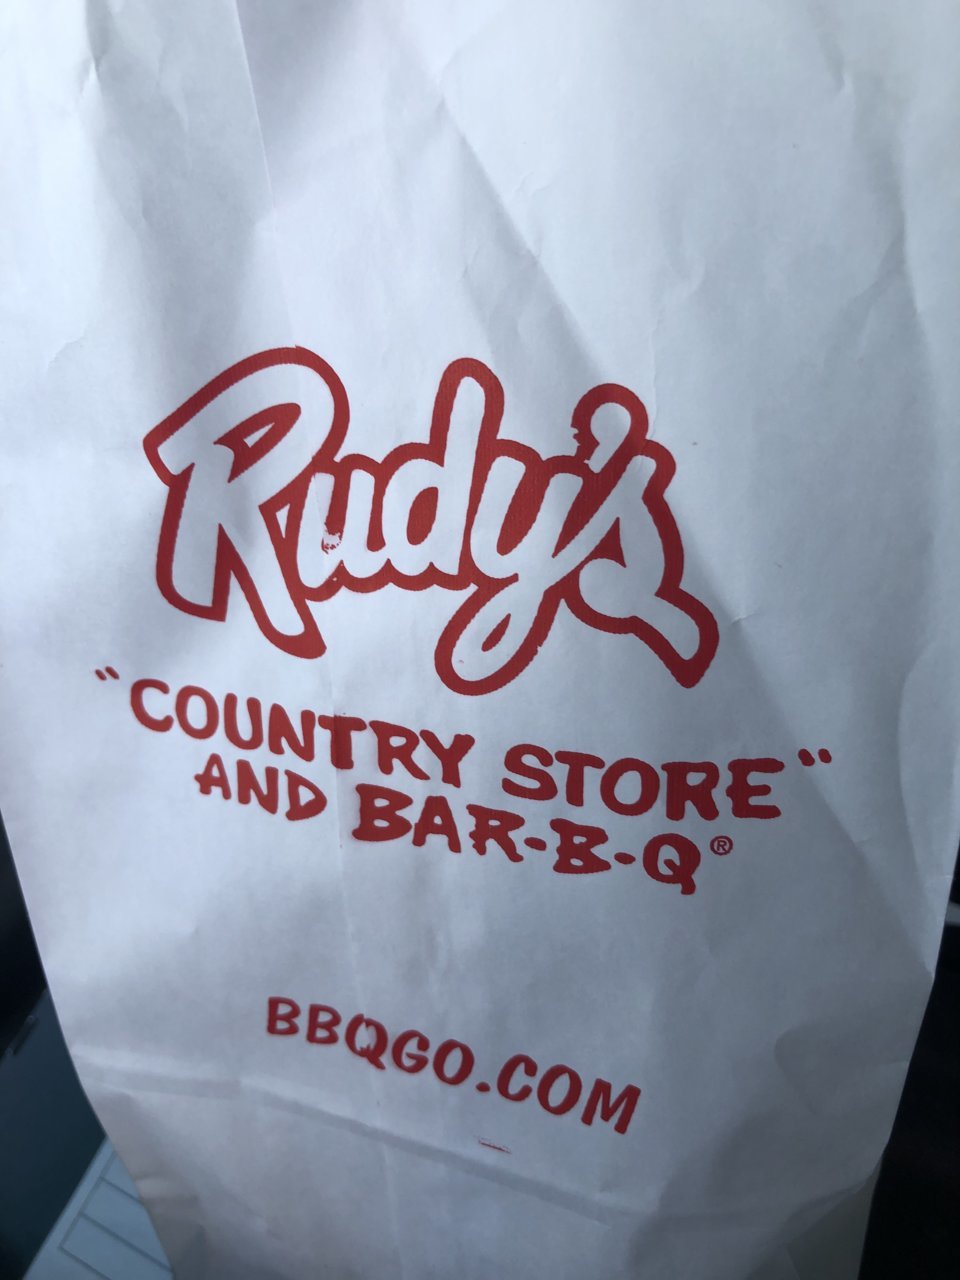 Rudy's
"COUNTRY STORE"
AND BAR-B-Q®
BBQGO.COM